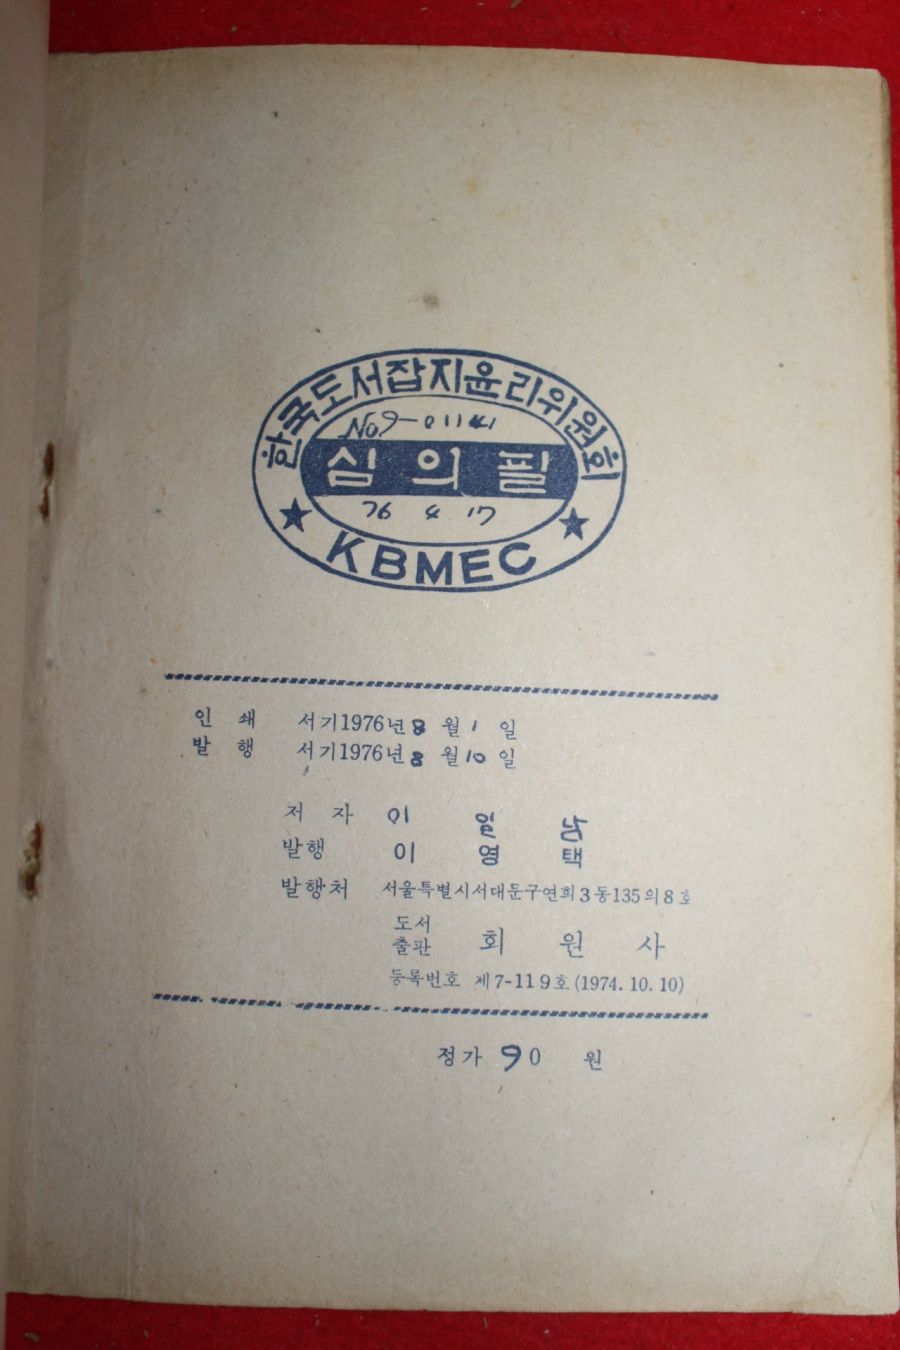 한국도서잡지윤리위원회
No 9-01141
심의필
76 4 17
★ KBMEC ★
인쇄 서기1976년 8월 1일
발행 서기1976년 8월 10일
저자 이일남
발행 이영택
발행처 서울특별시서대문구연희3동135의8호
도서출판 회원사
등록번호 제7-119호(1974. 10. 10)
정가 90 원